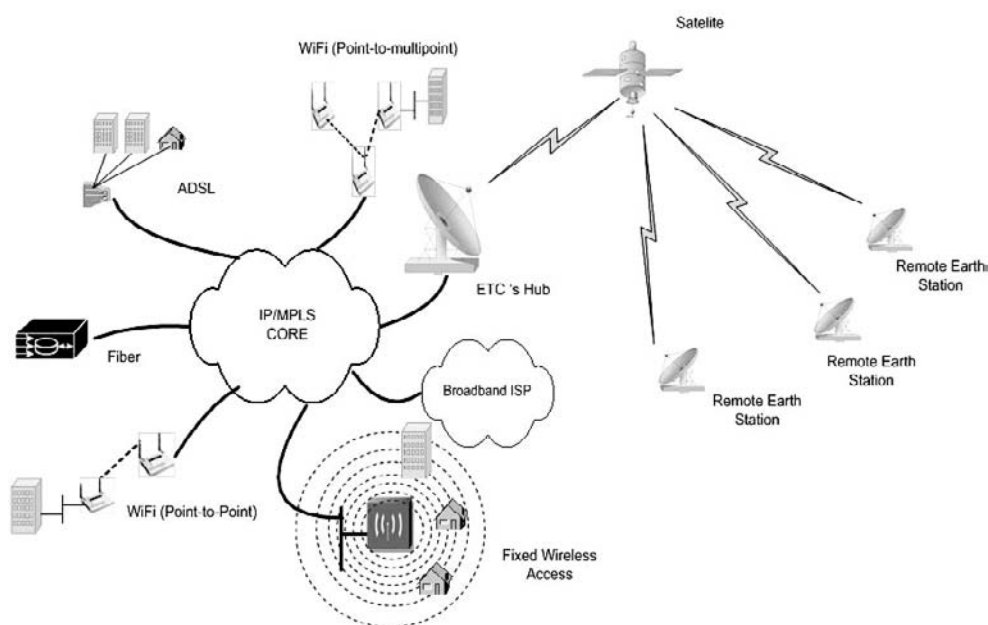 Satelite
WiFi (Point-to-multipoint)
ADSL
ETC 's Hub
Remote Earth
Station
IP/MPLS
CORE
Fiber
Remote Earth
Station
Broadband ISP
Remote Earth
Station
WiFi (Point-to-Point)
Fixed Wireless
Access